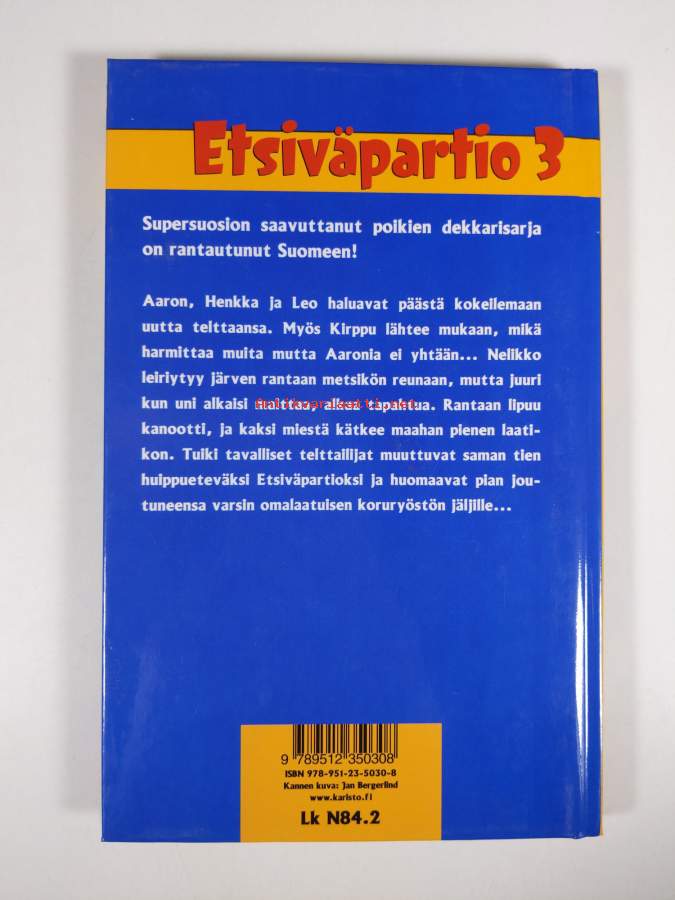 Etsiväpartio 3
Supersuosion saavuttanut poikien dekkarisarja
on rantautunut Suomeen!
Aaron, Henkka ja Leo haluavat päästä kokeilemaan
uutta telttaansa. Myös Kirppu lähtee mukaan, mikä
harmittaa muita mutta Aaronia ei yhtään... Nelikko
leiriytyy järven rantaan metsikön reunaan, mutta juuri
kun uni alkaisi maittaa, alkaa tapahtua. Rantaan lipuu
kanootti, ja kaksi miestä kätkee maahan pienen laati-
kon. Tuiki tavalliset telttailijat muuttuvat saman tien
huippueteväksi Etsiväpartioksi ja huomaavat pian jou-
tuneensa varsin omalaatuisen koruryöstön jäljille...
9 789512 350308
ISBN 978-951-23-5030-8
Kannen kuva: Jan Bergerlind
www.karisto.fi
Lk N84.2